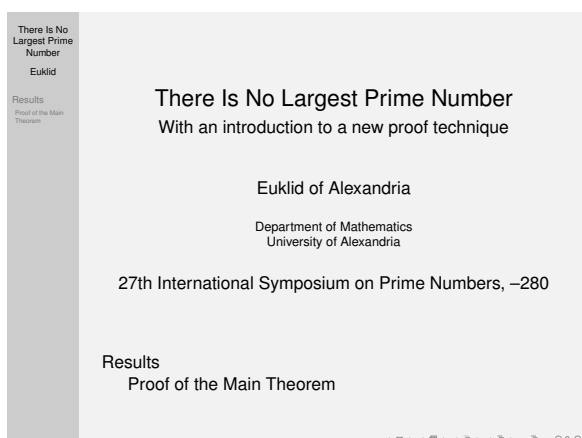 There Is No
Largest Prime
Number
Euklid
Results
Proof of the Main
Theorem
There Is No Largest Prime Number
With an introduction to a new proof technique
Euklid of Alexandria
Department of Mathematics
University of Alexandria
27th International Symposium on Prime Numbers, –280
Results
Proof of the Main Theorem